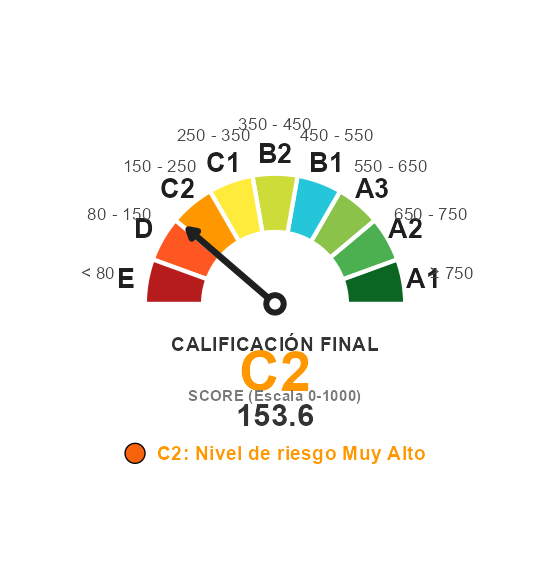 350 - 450
250 - 350
450 - 550
B2
C1
B1
150 - 250
550 - 650
C2
A3
80 - 150
650 - 750
D
A2
< 80
E
A1
≥ 750
CALIFICACIÓN FINAL
C2
SCORE (Escala 0-1000)
153.6
C2: Nivel de riesgo Muy Alto